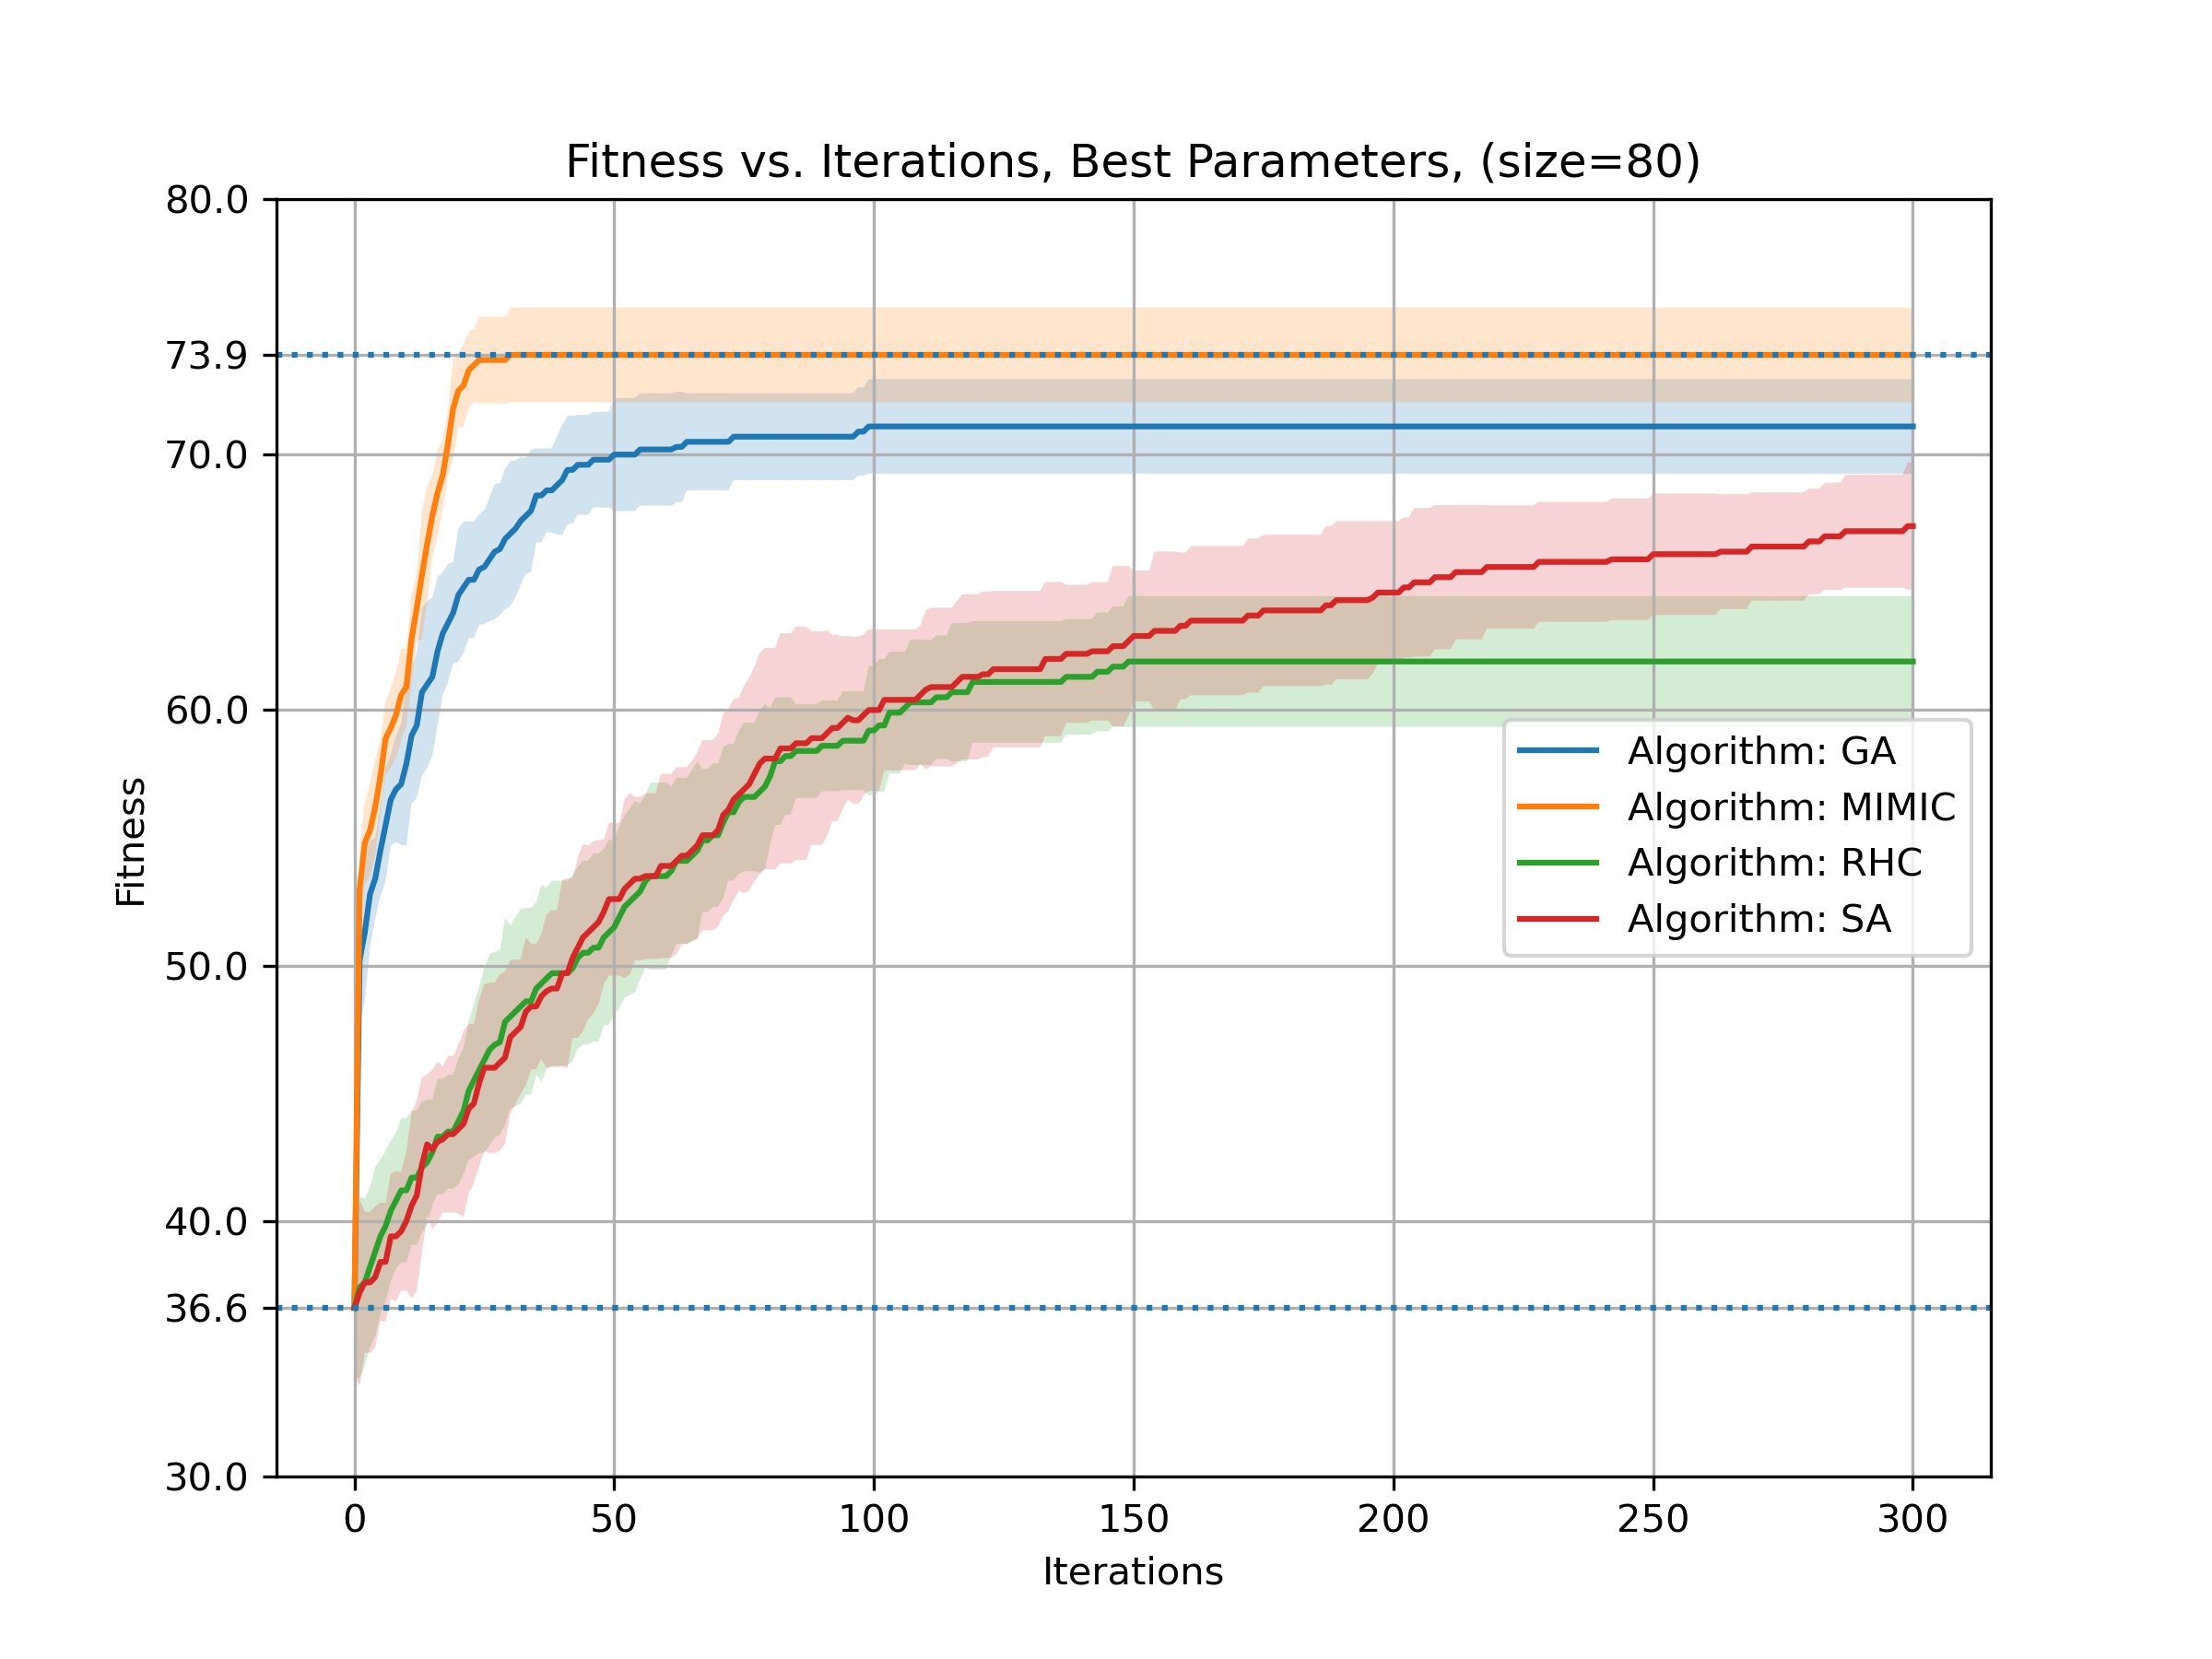 Fitness vs. Iterations, Best Parameters, (size=80)
80.0
73.9
70.0
60.0
50.0
40.0
36.6
30.0
Fitness
Algorithm: GA
Algorithm: MIMIC
Algorithm: RHC
Algorithm: SA
0 50 100 150 200 250 300
Iterations